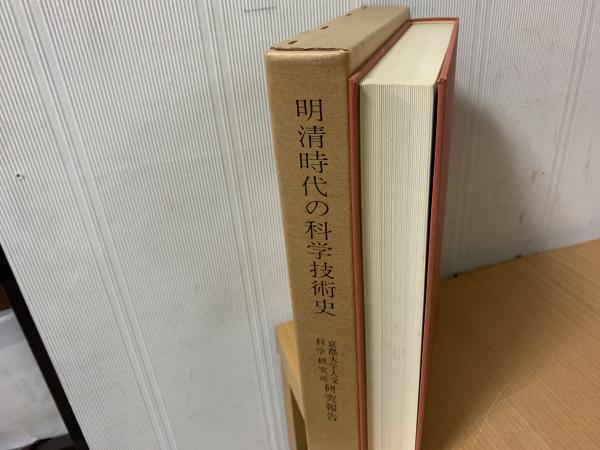 明清時代の科学技術史
京都大学人文
科学研究所
研究報告